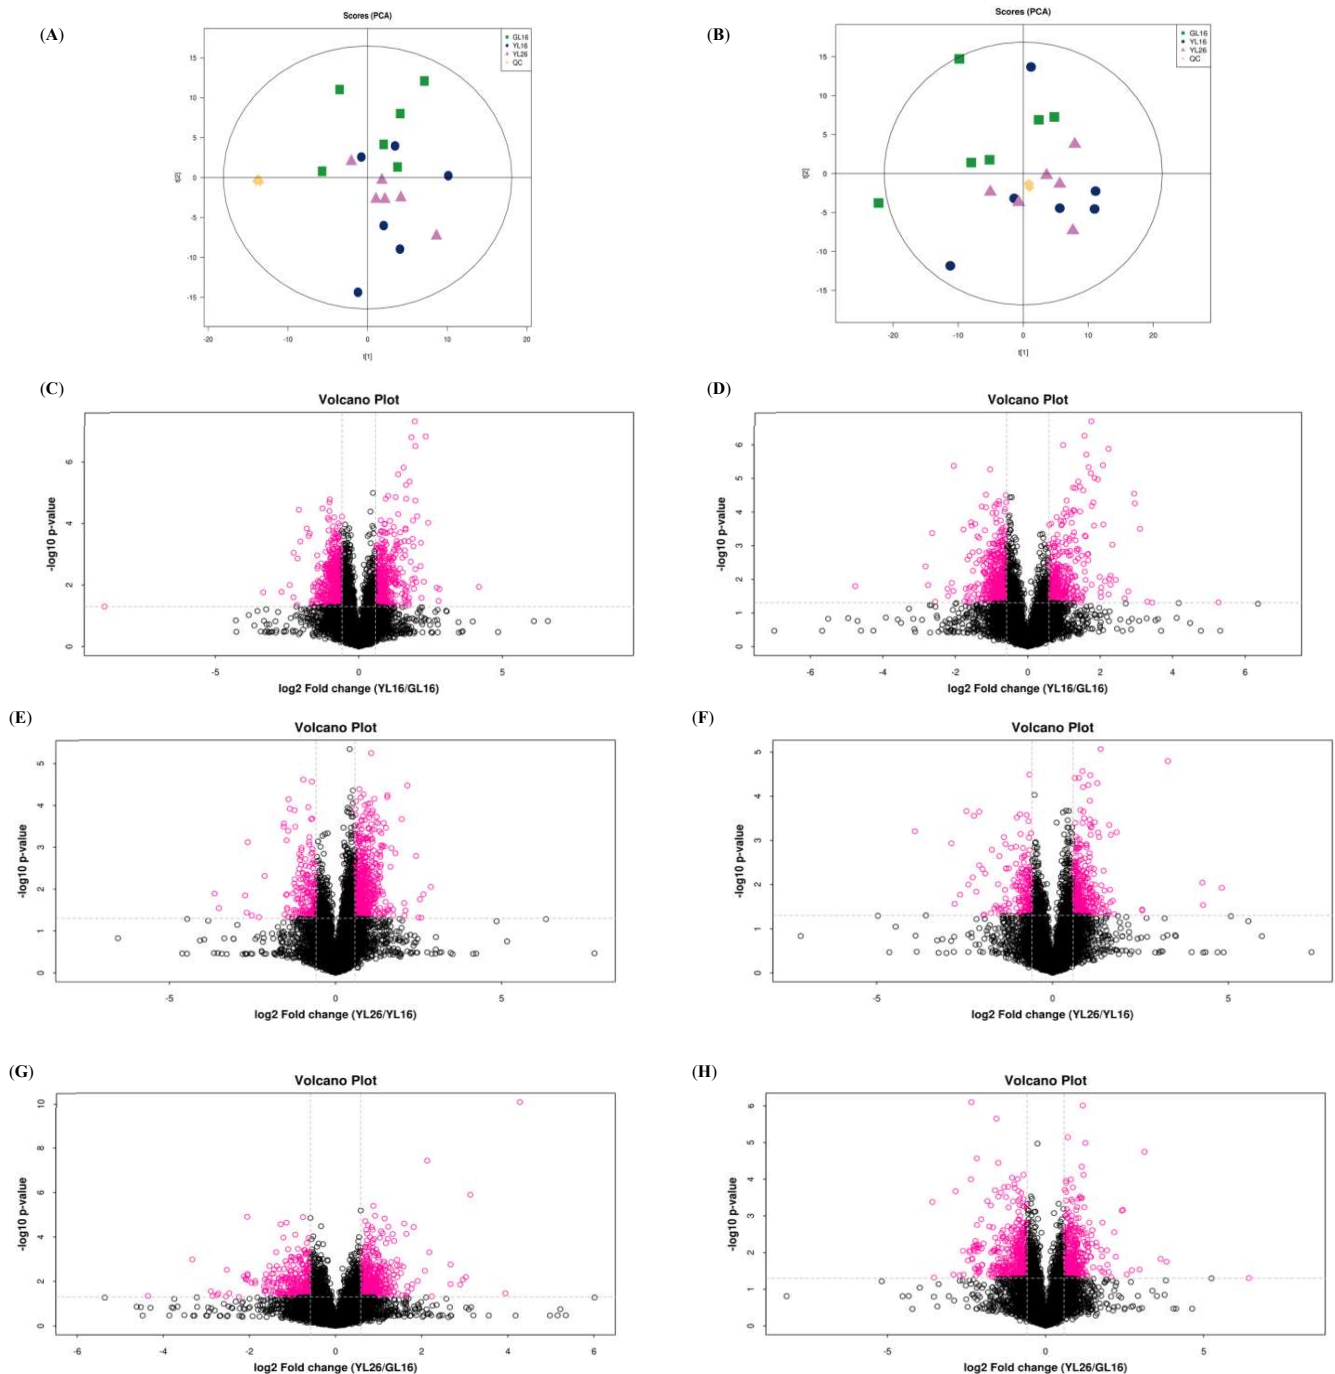 (A)
Scores (PCA)
GL16
YL16
YL26
QC
15
10
5
0
-5
-10
-15
t[2]
-20
-10
0
10
20
t[1]
(B)
Scores (PCA)
GL16
YL16
YL26
QC
15
10
5
0
-5
-10
-15
t[2]
-20
-10
0
10
20
t[1]
(C)
Volcano Plot
6
4
2
0
-log10 p-value
-5
0
5
log2 Fold change (YL16/GL16)
(D)
Volcano Plot
6
5
4
3
2
1
0
-log10 p-value
-6
-4
-2
0
2
4
6
log2 Fold change (YL16/GL16)
(E)
Volcano Plot
5
4
3
2
1
0
-log10 p-value
-5
0
5
log2 Fold change (YL26/YL16)
(F)
Volcano Plot
5
4
3
2
1
0
-log10 p-value
-5
0
5
log2 Fold change (YL26/YL16)
(G)
Volcano Plot
10
8
6
4
2
0
-log10 p-value
-6
-4
-2
0
2
4
6
log2 Fold change (YL26/GL16)
(H)
Volcano Plot
6
5
4
3
2
1
0
-log10 p-value
-5
0
5
log2 Fold change (YL26/GL16)